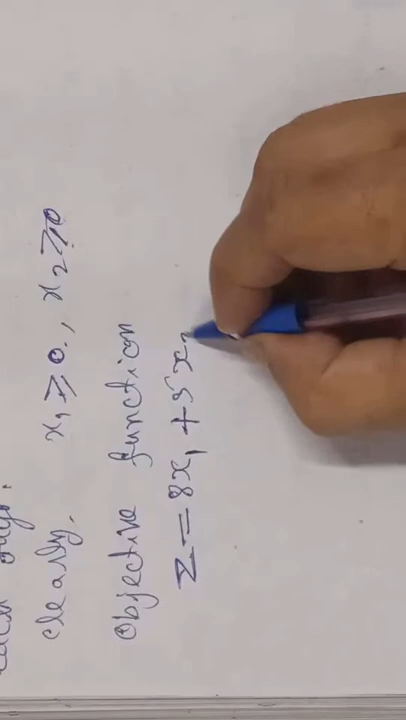 clearly, x₁ ≥ 0, x₂ ≥ 0
Objective function
Z = 8x₁ + 5x₂